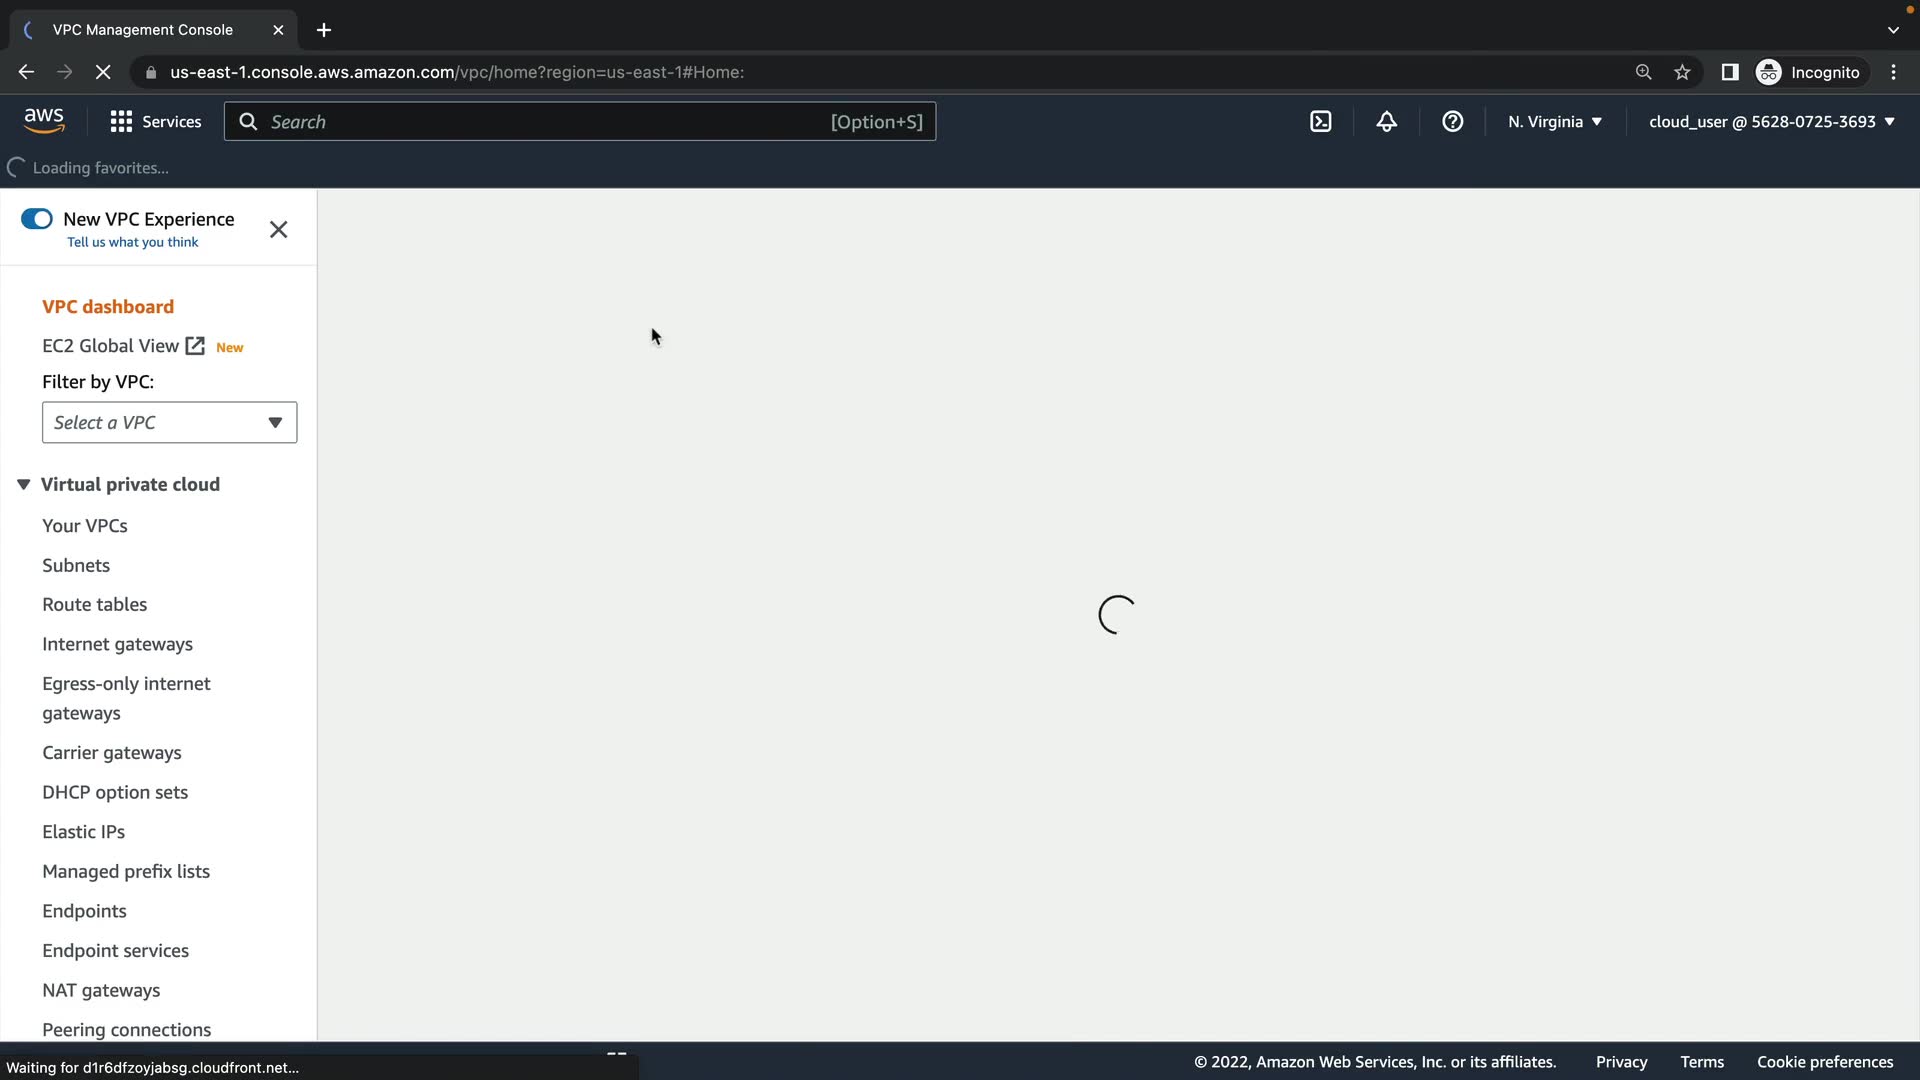 VPC Management Console
us-east-1.console.aws.amazon.com/vpc/home?region=us-east-1#Home:
Incognito
aws
Services
Search
[Option+S]
N. Virginia
cloud_user @ 5628-0725-3693
Loading favorites...
New VPC Experience
Tell us what you think
VPC dashboard
EC2 Global View
New
Filter by VPC:
Select a VPC
Virtual private cloud
Your VPCs
Subnets
Route tables
Internet gateways
Egress-only internet
gateways
Carrier gateways
DHCP option sets
Elastic IPs
Managed prefix lists
Endpoints
Endpoint services
NAT gateways
Peering connections
Waiting for d1r6dfzoyjabsg.cloudfront.net...
© 2022, Amazon Web Services, Inc. or its affiliates.
Privacy
Terms
Cookie preferences